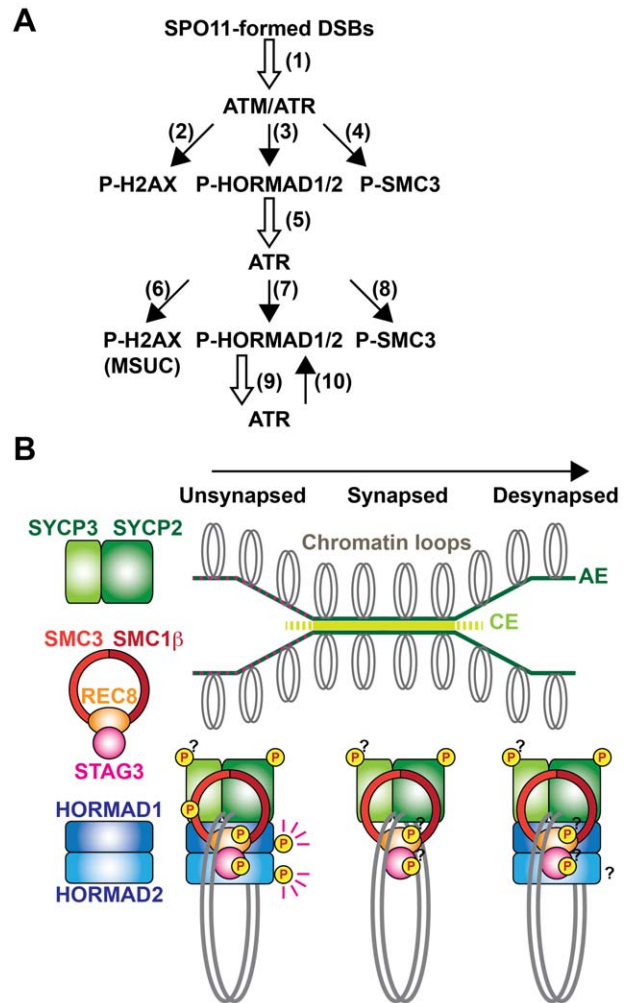 A
SPO11-formed DSBs
(1)
ATM/ATR
(2) (3) (4)
P-H2AX P-HORMAD1/2 P-SMC3
(5)
ATR
(6) (7) (8)
P-H2AX P-HORMAD1/2 P-SMC3
(MSUC)
(9) (10)
ATR
B
Unsynapsed Synapsed Desynapsed
SYCP3 SYCP2
Chromatin loops
AE
CE
SMC3 SMC1β
REC8
STAG3
HORMAD1
HORMAD2
P ? P P P P P P
P ? P P ? P ?
P ? P P ? P ? ?